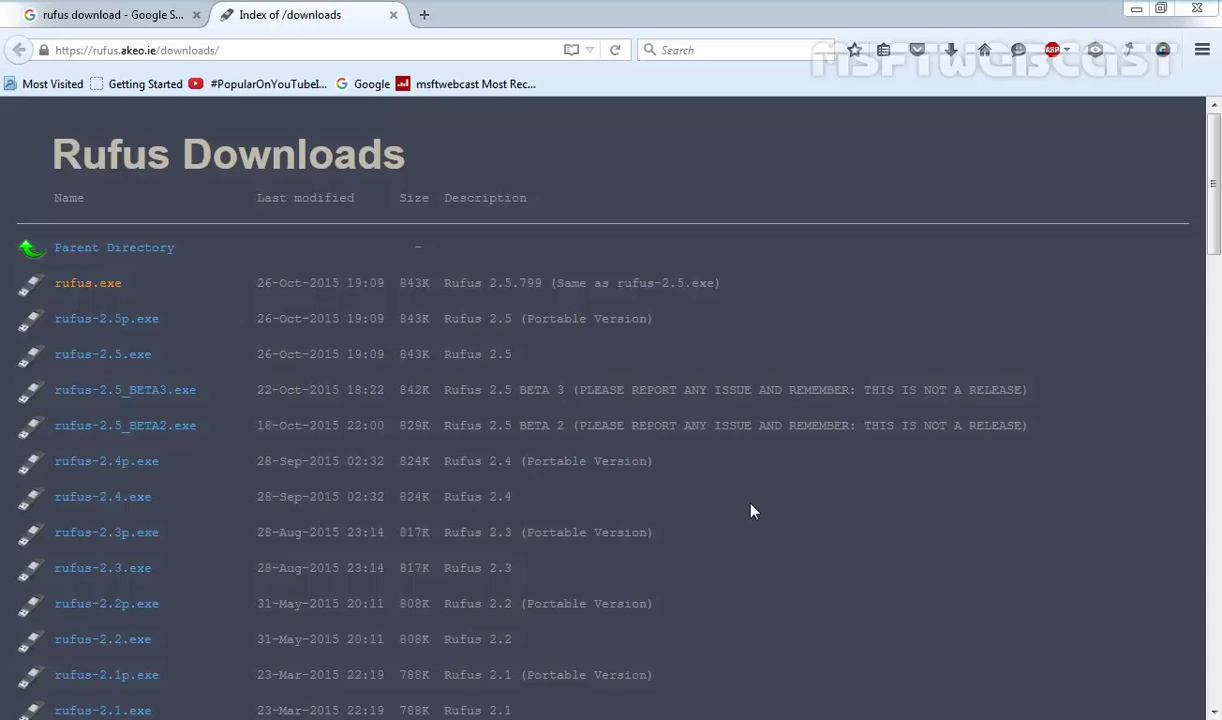 rufus download - Google S...
Index of /downloads/
https://rufus.akeo.ie/downloads/
Search
ABP
MSFTWEBCAST
Most Visited Getting Started #PopularOnYouTubeI... Google msftwebcast Most Rec...
Rufus Downloads
Name Last modified Size Description
Parent Directory -
rufus.exe 26-Oct-2015 19:09 843K Rufus 2.5.799 (Same as rufus-2.5.exe)
rufus-2.5p.exe 26-Oct-2015 19:09 843K Rufus 2.5 (Portable Version)
rufus-2.5.exe 26-Oct-2015 19:09 843K Rufus 2.5
rufus-2.5_BETA3.exe 22-Oct-2015 18:22 842K Rufus 2.5 BETA 3 (PLEASE REPORT ANY ISSUE AND REMEMBER: THIS IS NOT A RELEASE)
rufus-2.5_BETA2.exe 18-Oct-2015 22:00 829K Rufus 2.5 BETA 2 (PLEASE REPORT ANY ISSUE AND REMEMBER: THIS IS NOT A RELEASE)
rufus-2.4p.exe 28-Sep-2015 02:32 824K Rufus 2.4 (Portable Version)
rufus-2.4.exe 28-Sep-2015 02:32 824K Rufus 2.4
rufus-2.3p.exe 28-Aug-2015 23:14 817K Rufus 2.3 (Portable Version)
rufus-2.3.exe 28-Aug-2015 23:14 817K Rufus 2.3
rufus-2.2p.exe 31-May-2015 20:11 808K Rufus 2.2 (Portable Version)
rufus-2.2.exe 31-May-2015 20:11 808K Rufus 2.2
rufus-2.1p.exe 23-Mar-2015 22:19 788K Rufus 2.1 (Portable Version)
rufus-2.1.exe 23-Mar-2015 22:19 788K Rufus 2.1